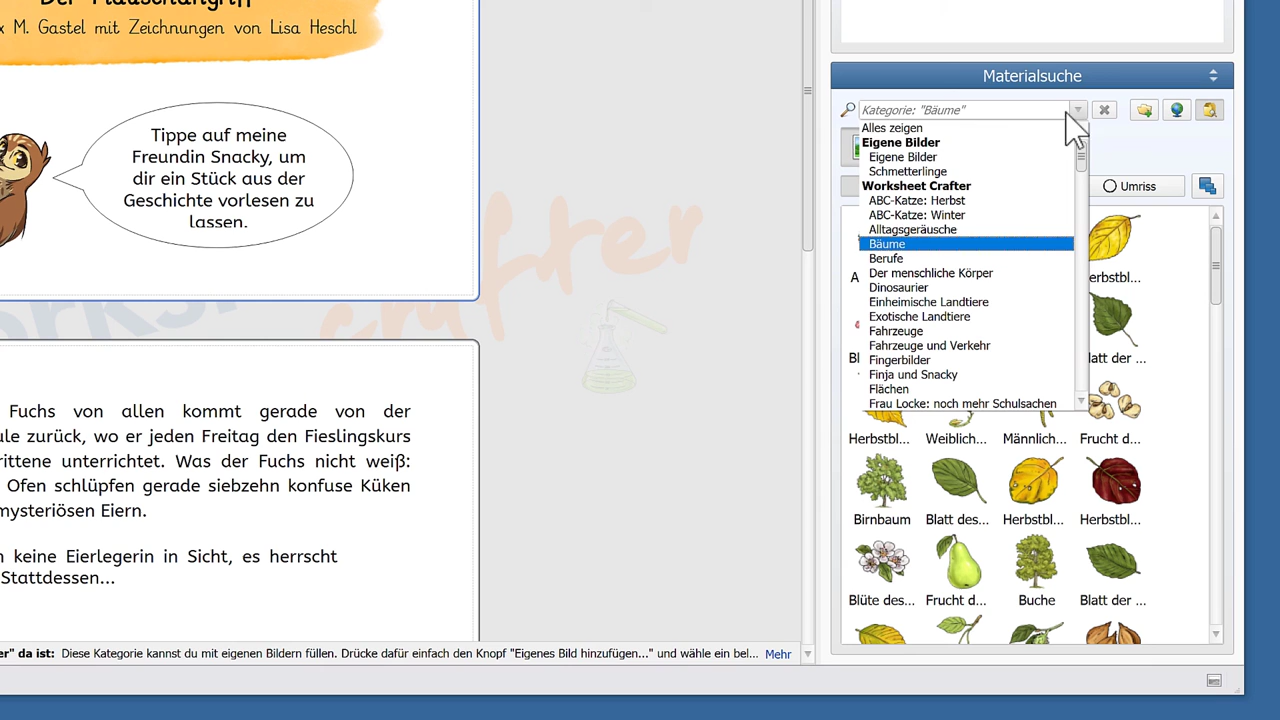 M. Gastel mit Zeichnungen von Lisa Heschl
Tippe auf meine
Freundin Snacky, um
dir ein Stück aus der
Geschichte vorlesen zu
lassen.
crafter
Fuchs von allen kommt gerade von der
zurück, wo er jeden Freitag den Fieslingskurs
unterrichtet. Was der Fuchs nicht weiß:
Ofen schlüpfen gerade siebzehn konfuse Küken
mysteriösen Eiern.
keine Eierlegerin in Sicht, es herrscht
Stattdessen...
da ist: Diese Kategorie kannst du mit eigenen Bildern füllen. Drücke dafür einfach den Knopf "Eigenes Bild hinzufügen..." und wähle ein bel... Mehr
Materialsuche
Kategorie: "Bäume"
Alles zeigen
Eigene Bilder
Eigene Bilder
Schmetterlinge
Worksheet Crafter
ABC-Katze: Herbst
ABC-Katze: Winter
Alltagsgeräusche
Bäume
Berufe
Der menschliche Körper
Dinosaurier
Einheimische Landtiere
Exotische Landtiere
Fahrzeuge
Fahrzeuge und Verkehr
Fingerbilder
Finja und Snacky
Flächen
Frau Locke: noch mehr Schulsachen
Umriss
Blatt der ...
Herbstbl... Weiblich... Männlich... Frucht d...
Birnbaum Blatt des... Herbstbl... Herbstbl...
Blüte des... Frucht d... Buche Blatt der ...